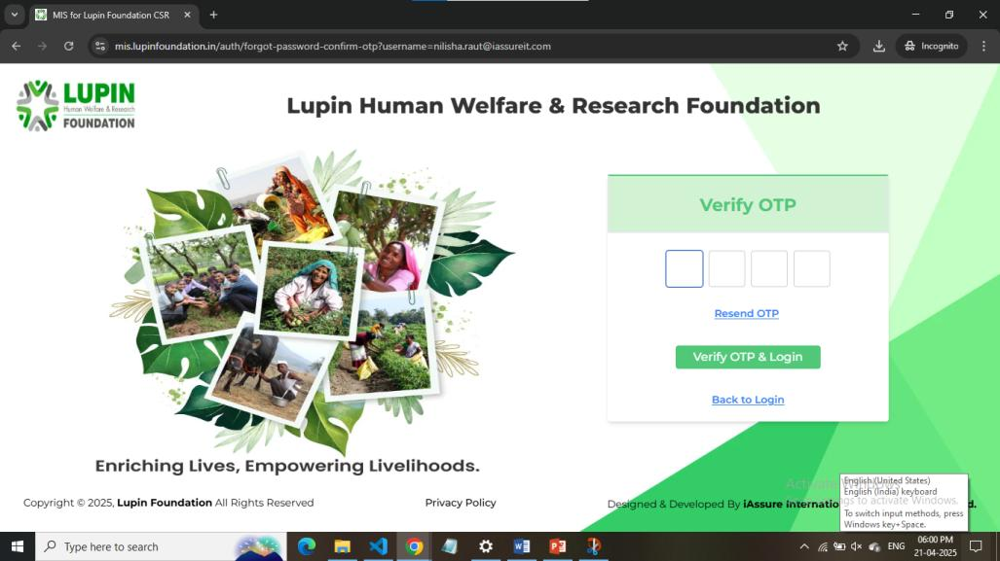 MIS for Lupin Foundation CSR
mis.lupinfoundation.in/auth/forgot-password-confirm-otp?username=nilisha.raut@iassureit.com
Incognito
LUPIN
Human Welfare & Research
FOUNDATION
Lupin Human Welfare & Research Foundation
Verify OTP
Resend OTP
Verify OTP & Login
Back to Login
Enriching Lives, Empowering Livelihoods.
Copyright © 2025, Lupin Foundation All Rights Reserved
Privacy Policy
Designed & Developed By iAssure Internatio
d.
Activate Windows
gs to activate Windows.
English (United States)
English (India) keyboard
To switch input methods, press
Windows key+Space.
Type here to search
ENG
06:00 PM
21-04-2025